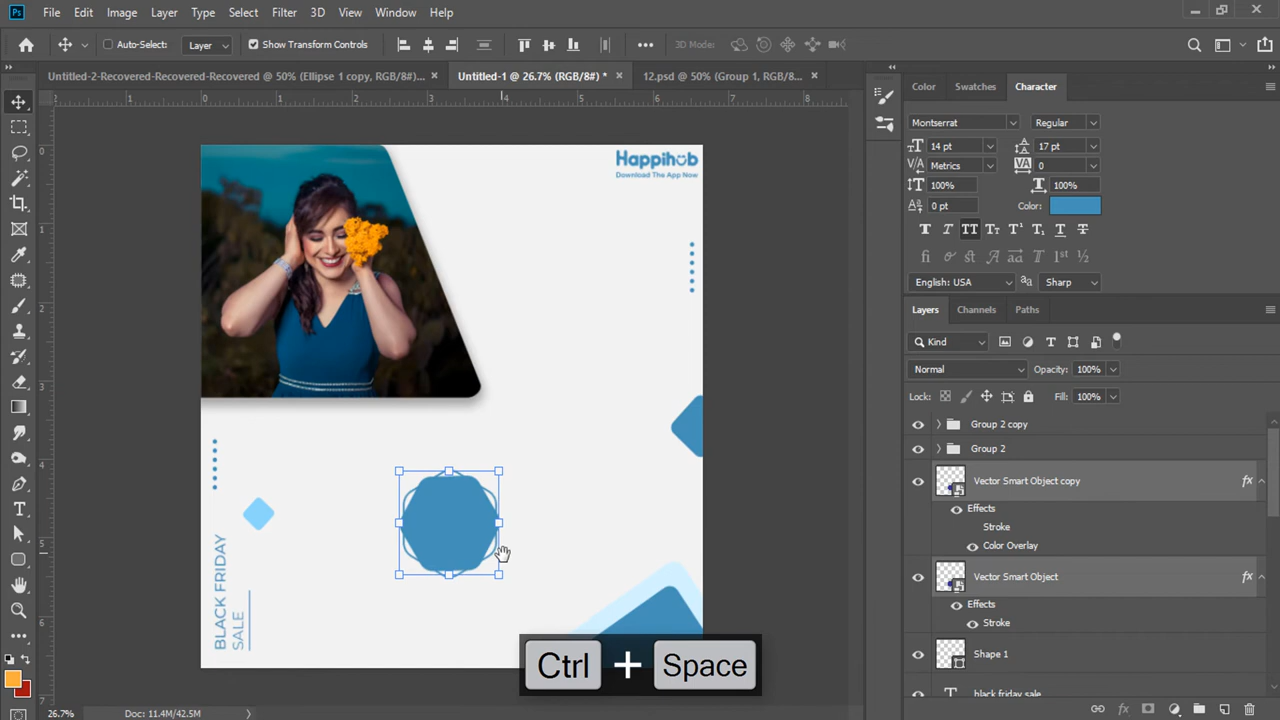 Ps File Edit Image Layer Type Select Filter 3D View Window Help
Auto-Select: Layer Show Transform Controls 3D Mode:
Untitled-2-Recovered-Recovered-Recovered @ 50% (Ellipse 1 copy, RGB/8#)... × Untitled-1 @ 26.7% (RGB/8#) * × 12.psd @ 50% (Group 1, RGB/8... ×
Color Swatches Character
Montserrat Regular
14 pt 17 pt
Metrics 0
100% 100%
0 pt Color:
English: USA Sharp
Layers Channels Paths
Kind
Normal Opacity: 100%
Lock: Fill: 100%
Group 2 copy
Group 2
Vector Smart Object copy fx
Effects
Stroke
Color Overlay
Vector Smart Object fx
Effects
Stroke
Shape 1
black friday sale
Happihub
Download The App Now
BLACK FRIDAY
SALE
Ctrl + Space
26.7% Doc: 11.4M/42.5M